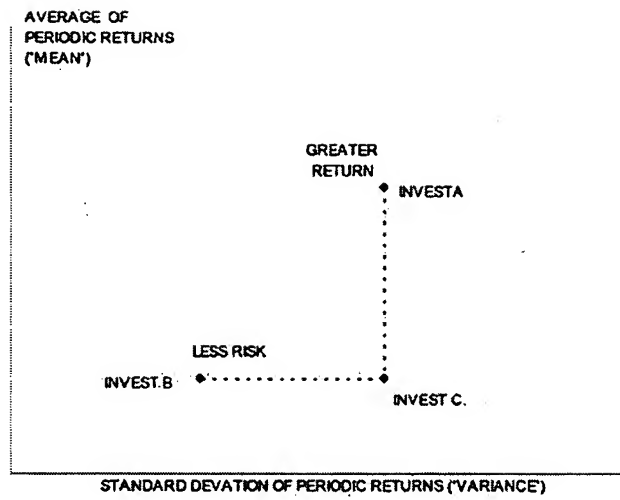 AVERAGE OF
PERIODIC RETURNS
("MEAN")
GREATER
RETURN
INVESTA
LESS RISK
INVEST.B
INVEST C.
STANDARD DEVATION OF PERIODIC RETURNS ("VARIANCE")